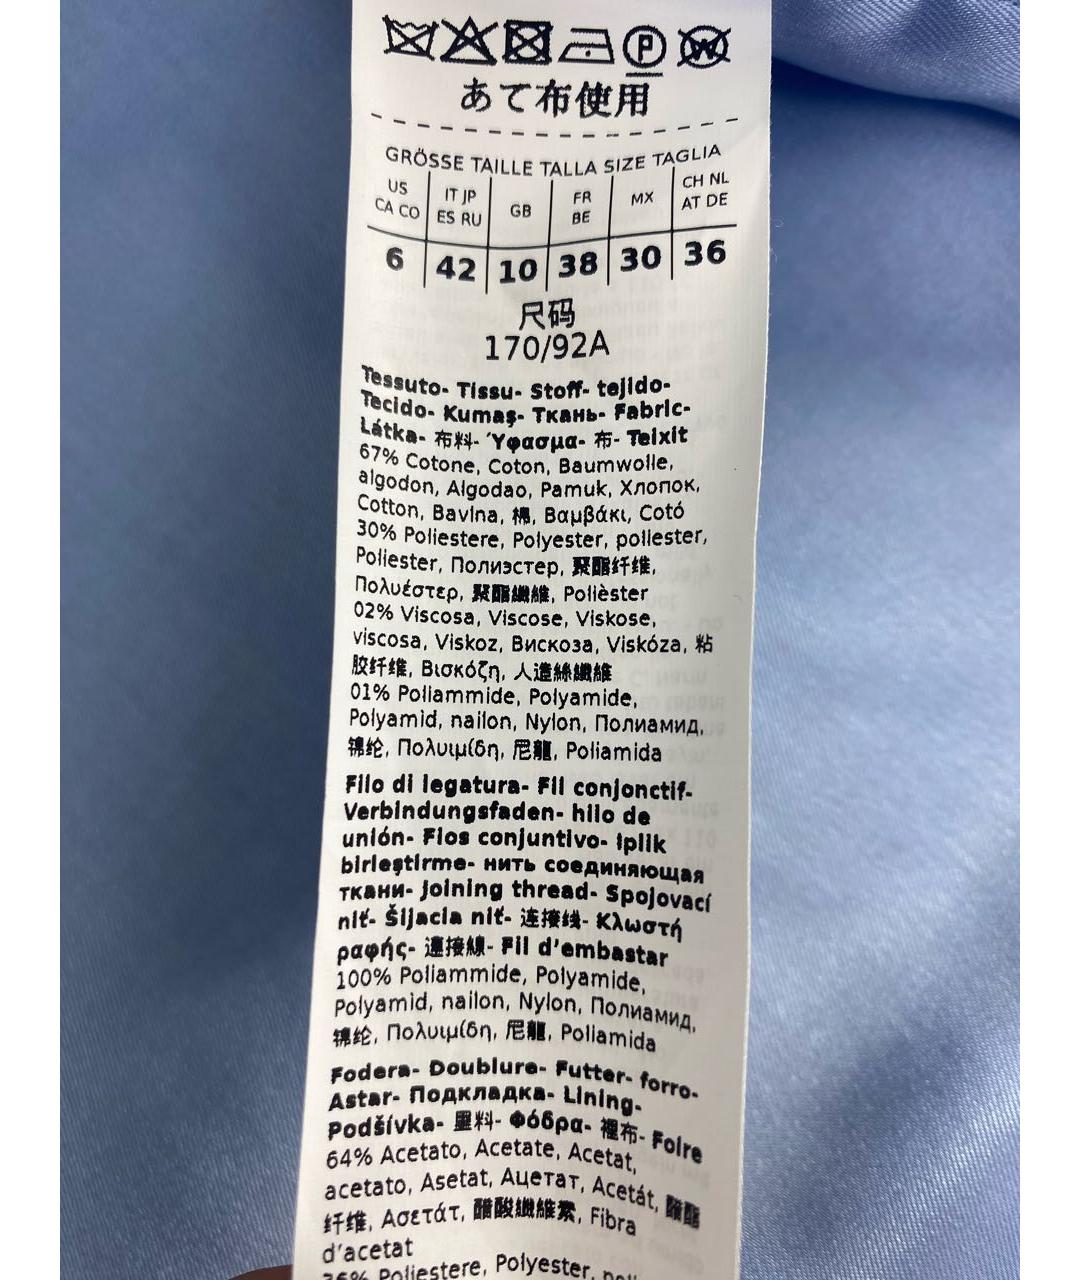 あて布使用
GRÖSSE TAILLE TALLA SIZE TAGLIA
US CA CO | IT JP ES RU | GB | FR BE | MX | CH NL AT DE
6 | 42 | 10 | 38 | 30 | 36
尺码
170/92A
Tessuto- Tissu- Stoff- tejido-
Tecido- Kumaş- Ткань- Fabric-
Látka- 布料- Ύφασμα- 布- Teixit
67% Cotone, Coton, Baumwolle,
algodon, Algodao, Pamuk, Хлопок,
Cotton, Bavlna, 棉, Βαμβάκι, Cotó
30% Poliestere, Polyester, poliester,
Poliester, Полиэстер, 聚酯纤维,
Πολυέστερ, 聚酯纖維, Polièster
02% Viscosa, Viscose, Viskose,
viscosa, Viskoz, Вискоза, Viskóza, 粘
胶纤维, Βισκόζη, 人造絲纖維
01% Poliammide, Polyamide,
Polyamid, nailon, Nylon, Полиамид,
锦纶, Πολυιμίδη, 尼龍, Poliamida
Filo di legatura- Fil conjonctif-
Verbindungsfaden- hilo de
unión- Fios conjuntivo- Iplik
birleştirme- нить соединяющая
ткани- Joining thread- Spojovací
niť- Šijacia niť- 连接线- Κλωστή
ραφής- 連接線- Fil d'embastar
100% Poliammide, Polyamide,
Polyamid, nailon, Nylon, Полиамид,
锦纶, Πολυιμίδη, 尼龍, Poliamida
Fodera- Doublure- Futter- forro-
Astar- Подкладка- Lining-
Podšívka- 里料- Φόδρα- 裡布- Folre
64% Acetato, Acetate, Acetat,
acetato, Asetat, Ацетат, Acetát, 醋酯
纤维, Ασετάτ, 醋酸纖維素, Fibra
d'acetat
36% Poliestere, Polyester,